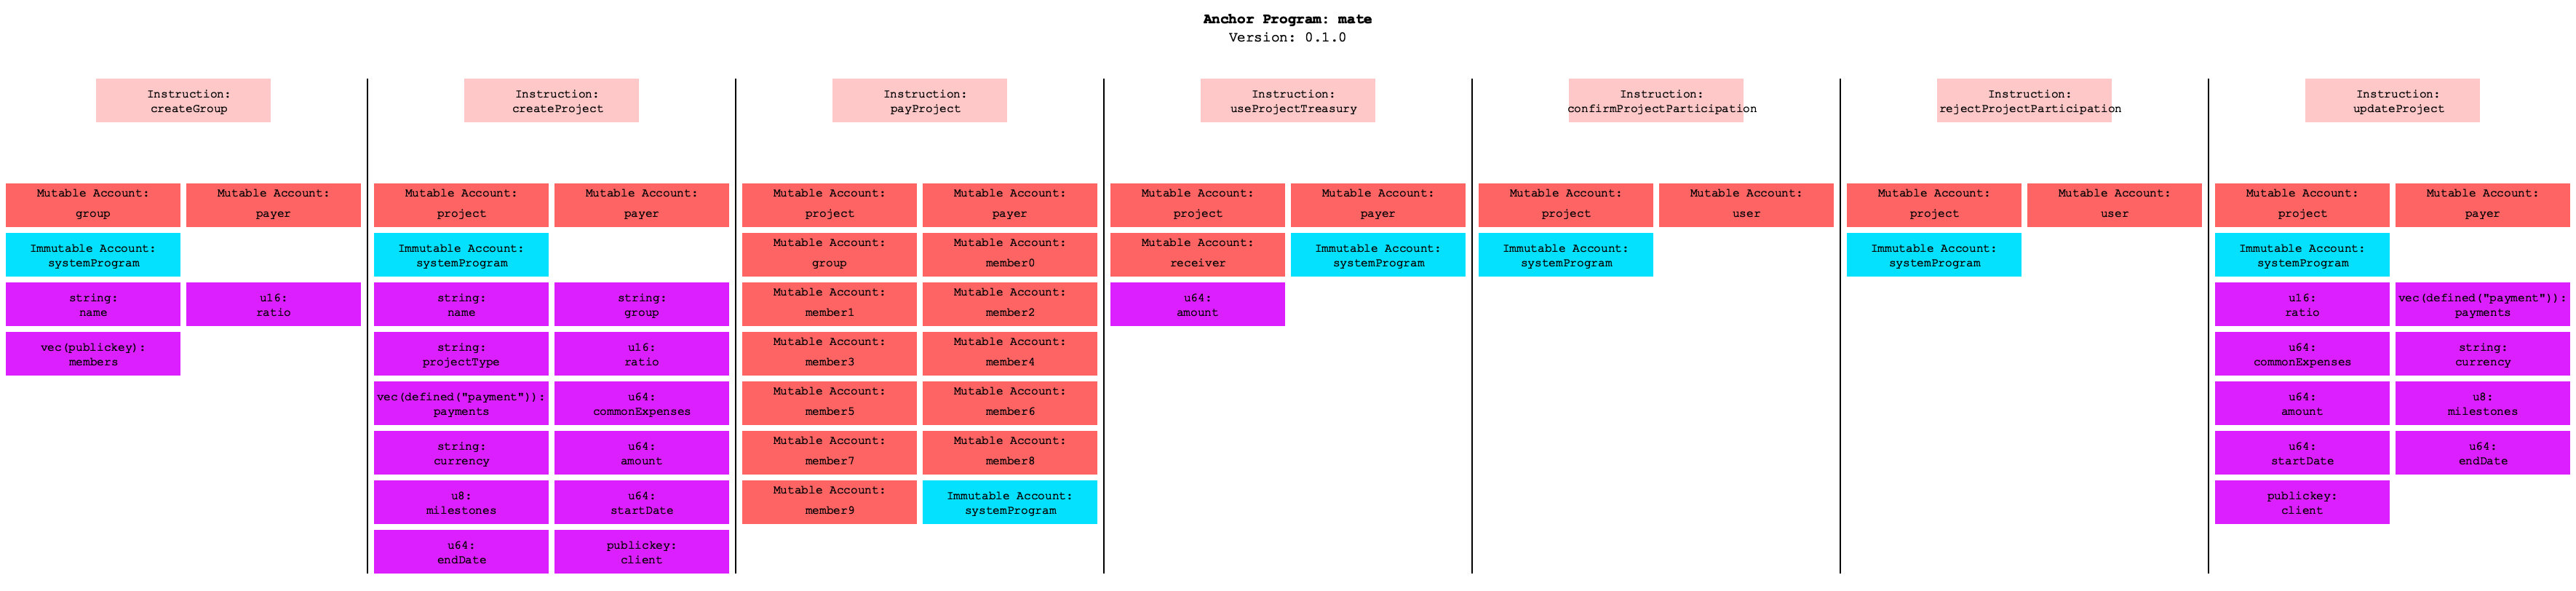 Anchor Program: mate
Version: 0.1.0
Instruction:
createGroup
Mutable Account:
group
Mutable Account:
payer
Immutable Account:
systemProgram
string:
name
u16:
ratio
vec(publickey):
members
Instruction:
createProject
Mutable Account:
project
Mutable Account:
payer
Immutable Account:
systemProgram
string:
name
string:
group
string:
projectType
u16:
ratio
vec(defined("payment")):
payments
u64:
commonExpenses
string:
currency
u64:
amount
u8:
milestones
u64:
startDate
u64:
endDate
publickey:
client
Instruction:
payProject
Mutable Account:
project
Mutable Account:
payer
Mutable Account:
group
Mutable Account:
member0
Mutable Account:
member1
Mutable Account:
member2
Mutable Account:
member3
Mutable Account:
member4
Mutable Account:
member5
Mutable Account:
member6
Mutable Account:
member7
Mutable Account:
member8
Mutable Account:
member9
Immutable Account:
systemProgram
Instruction:
useProjectTreasury
Mutable Account:
project
Mutable Account:
payer
Mutable Account:
receiver
Immutable Account:
systemProgram
u64:
amount
Instruction:
confirmProjectParticipation
Mutable Account:
project
Mutable Account:
user
Immutable Account:
systemProgram
Instruction:
rejectProjectParticipation
Mutable Account:
project
Mutable Account:
user
Immutable Account:
systemProgram
Instruction:
updateProject
Mutable Account:
project
Mutable Account:
payer
Immutable Account:
systemProgram
u16:
ratio
vec(defined("payment")):
payments
u64:
commonExpenses
string:
currency
u64:
amount
u8:
milestones
u64:
startDate
u64:
endDate
publickey:
client